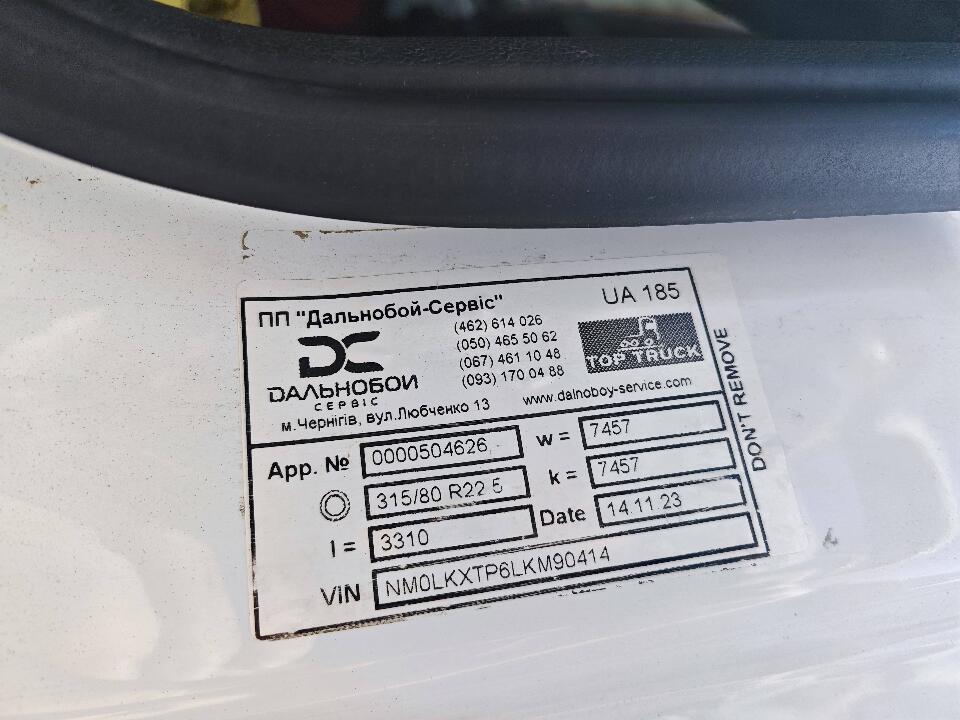 ПП "Дальнобой-Сервіс"
UA 185
DC
ДАЛЬНОБОЙ
СЕРВІС
(462) 614 026
(050) 465 50 62
(067) 461 10 48
(093) 170 04 88
TOP TRUCK
м.Чернігів, вул.Любченко 13
www.dalnoboy-service.com
DON'T REMOVE
App. № 0000504626
w = 7457
315/80 R22 5
k = 7457
l = 3310
Date 14.11.23
VIN NM0LKXTP6LKM90414